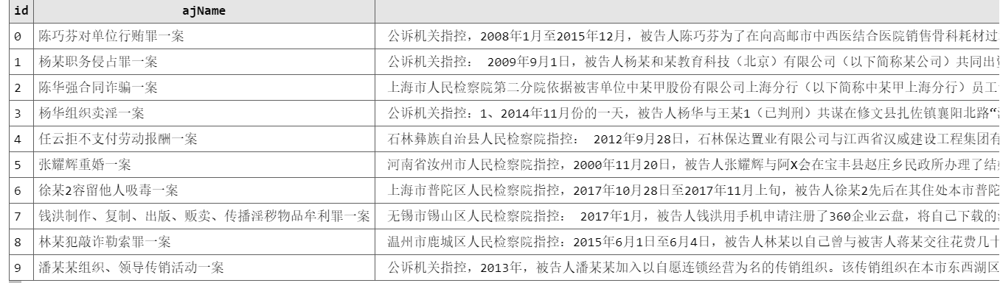 id ajName
0 陈巧芬对单位行贿罪一案 公诉机关指控，2008年1月至2015年12月，被告人陈巧芬为了在向高邮市中西医结合医院销售骨科耗材过
1 杨某职务侵占罪一案 公诉机关指控： 2009年9月1日，被告人杨某和某教育科技（北京）有限公司（以下简称某公司）共同出
2 陈华强合同诈骗一案 上海市人民检察院第二分院依据被害单位中某甲股份有限公司上海分行（以下简称中某甲上海分行）员工
3 杨华组织卖淫一案 公诉机关指控：1、2014年11月份的一天，被告人杨华与王某1（已判刑）共谋在修文县扎佐镇襄阳北路“
4 任云拒不支付劳动报酬一案 石林彝族自治县人民检察院指控： 2012年9月28日，石林保达置业有限公司与江西省汉威建设工程集团有
5 张耀辉重婚一案 河南省汝州市人民检察院指控，2000年11月20日，被告人张耀辉与阿X会在宝丰县赵庄乡民政所办理了结
6 徐某2容留他人吸毒一案 上海市普陀区人民检察院指控，2017年10月28日至2017年11月上旬，被告人徐某2先后在其住处本市普陀
7 钱洪制作、复制、出版、贩卖、传播淫秽物品牟利罪一案 无锡市锡山区人民检察院指控： 2017年1月，被告人钱洪用手机申请注册了360企业云盘，将自己下载的
8 林某犯敲诈勒索罪一案 温州市鹿城区人民检察院指控：2015年6月1日至6月4日，被告人林某以自己曾与被害人蒋某交往花费几十
9 潘某某组织、领导传销活动一案 公诉机关指控，2013年，被告人潘某某加入以自愿连锁经营为名的传销组织。该传销组织在本市东西湖区